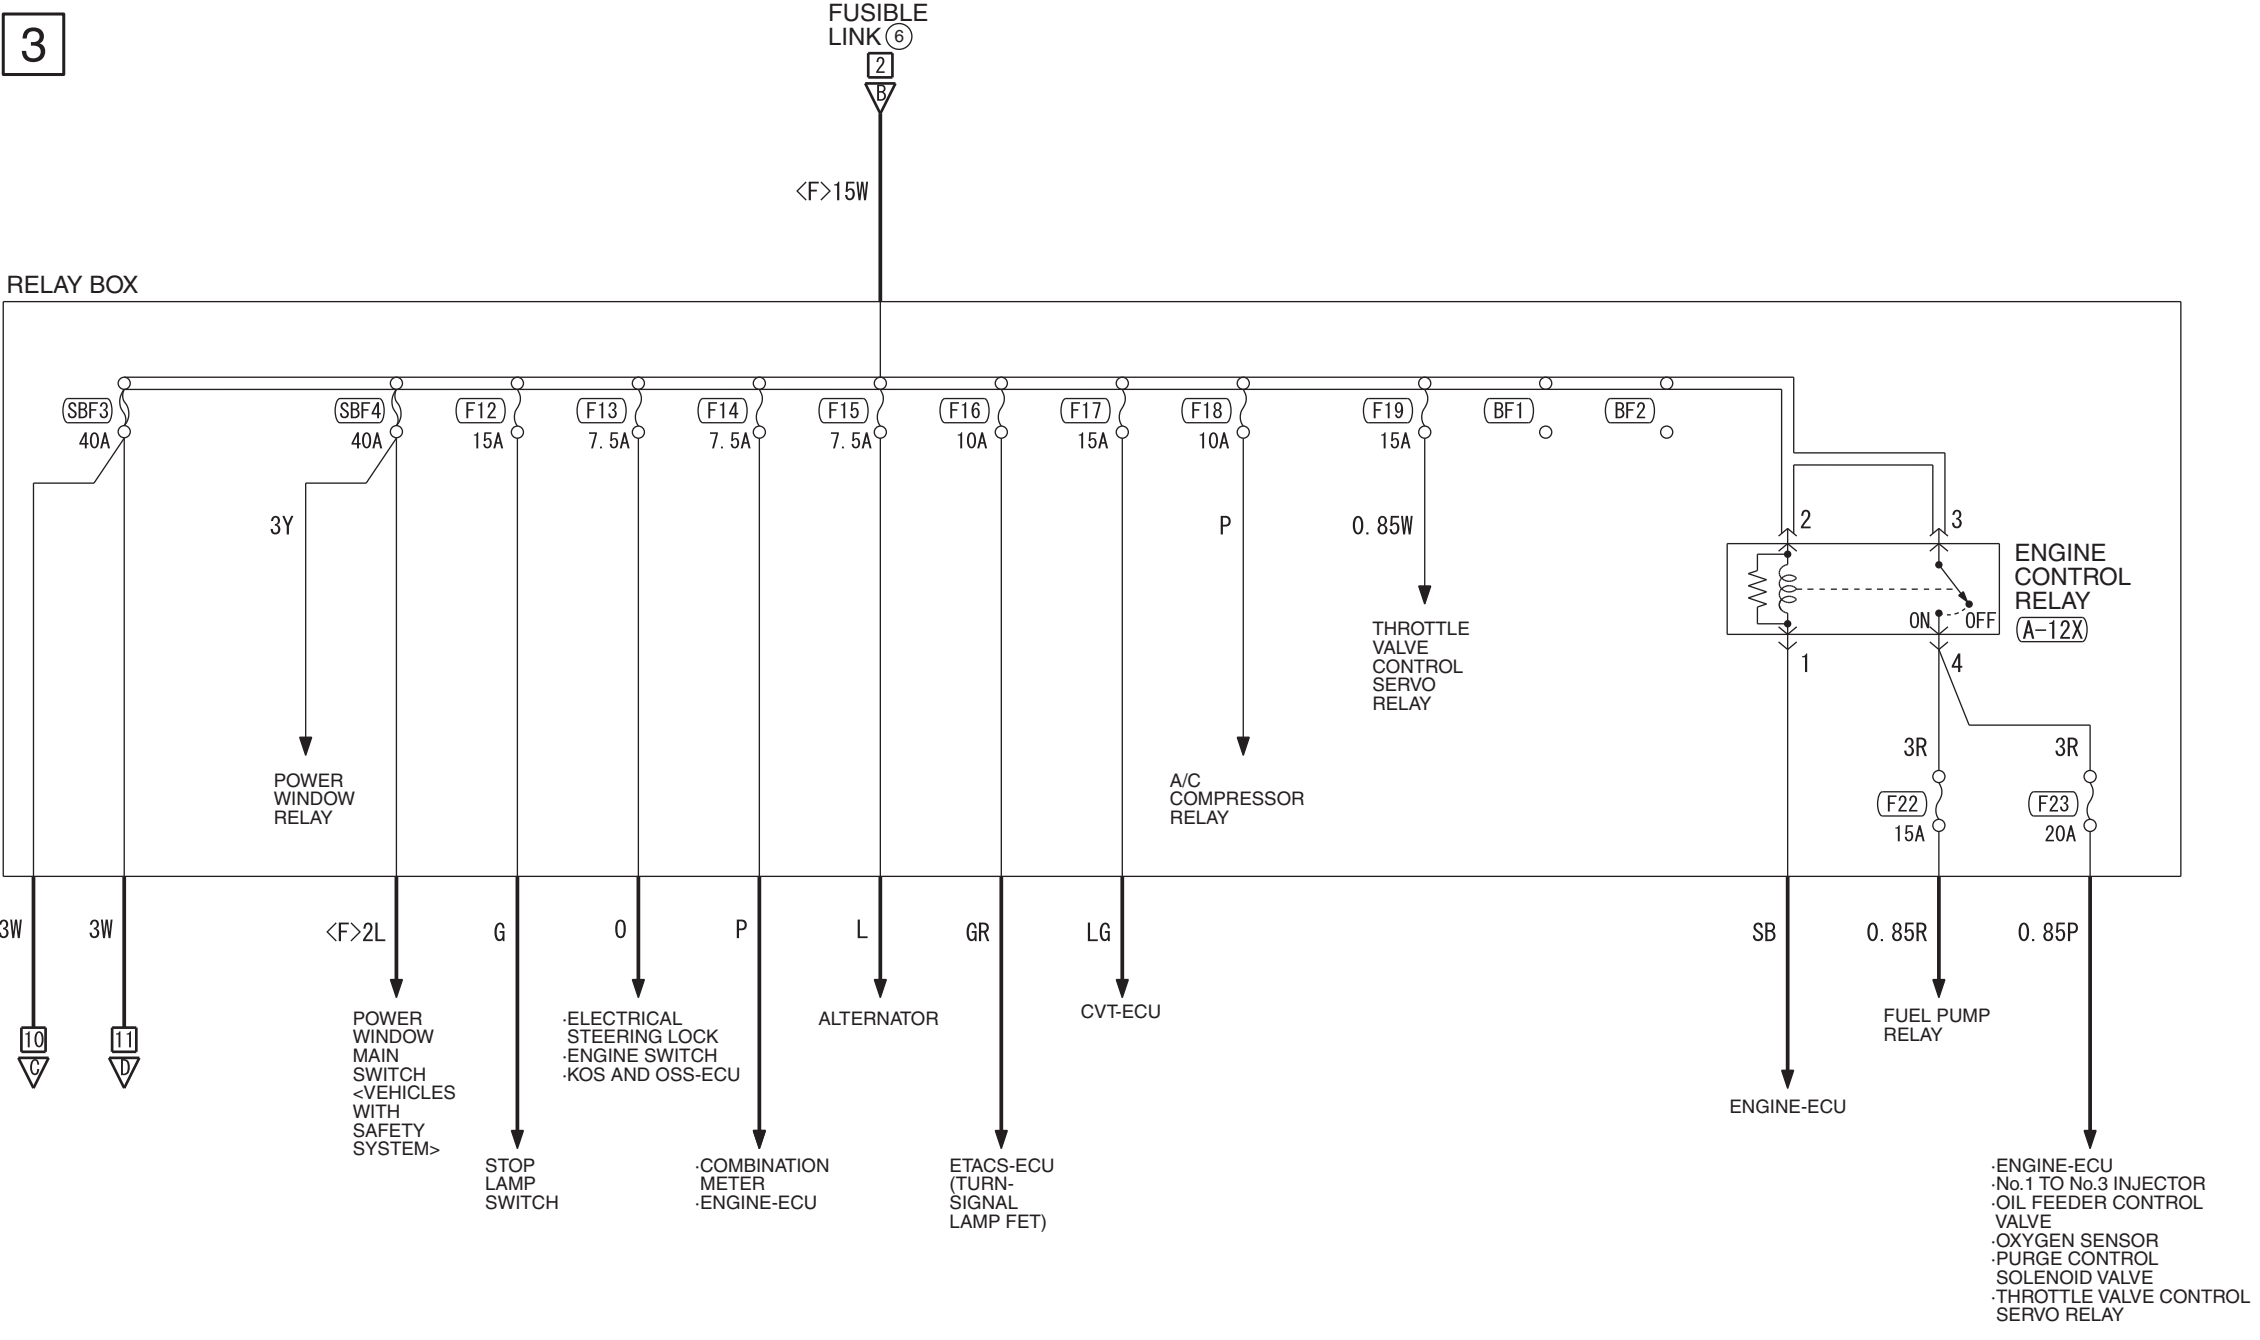 3
FUSIBLE
LINK 6
2
B
<F>15W
RELAY BOX
SBF3
40A
SBF4
40A
F12
15A
F13
7.5A
F14
7.5A
F15
7.5A
F16
10A
F17
15A
F18
10A
F19
15A
BF1
BF2
3Y
P
0.85W
2
3
ENGINE
CONTROL
RELAY
A-12X
ON
OFF
1
4
THROTTLE
VALVE
CONTROL
SERVO
RELAY
POWER
WINDOW
RELAY
A/C
COMPRESSOR
RELAY
3R
3R
F22
15A
F23
20A
3W
3W
<F>2L
G
O
P
L
GR
LG
SB
0.85R
0.85P
10
C
11
D
POWER
WINDOW
MAIN
SWITCH
<VEHICLES
WITH
SAFETY
SYSTEM>
STOP
LAMP
SWITCH
·ELECTRICAL
STEERING LOCK
·ENGINE SWITCH
·KOS AND OSS-ECU
·COMBINATION
METER
·ENGINE-ECU
ALTERNATOR
ETACS-ECU
(TURN-
SIGNAL
LAMP FET)
CVT-ECU
ENGINE-ECU
FUEL PUMP
RELAY
·ENGINE-ECU
·No.1 TO No.3 INJECTOR
·OIL FEEDER CONTROL
VALVE
·OXYGEN SENSOR
·PURGE CONTROL
SOLENOID VALVE
·THROTTLE VALVE CONTROL
SERVO RELAY